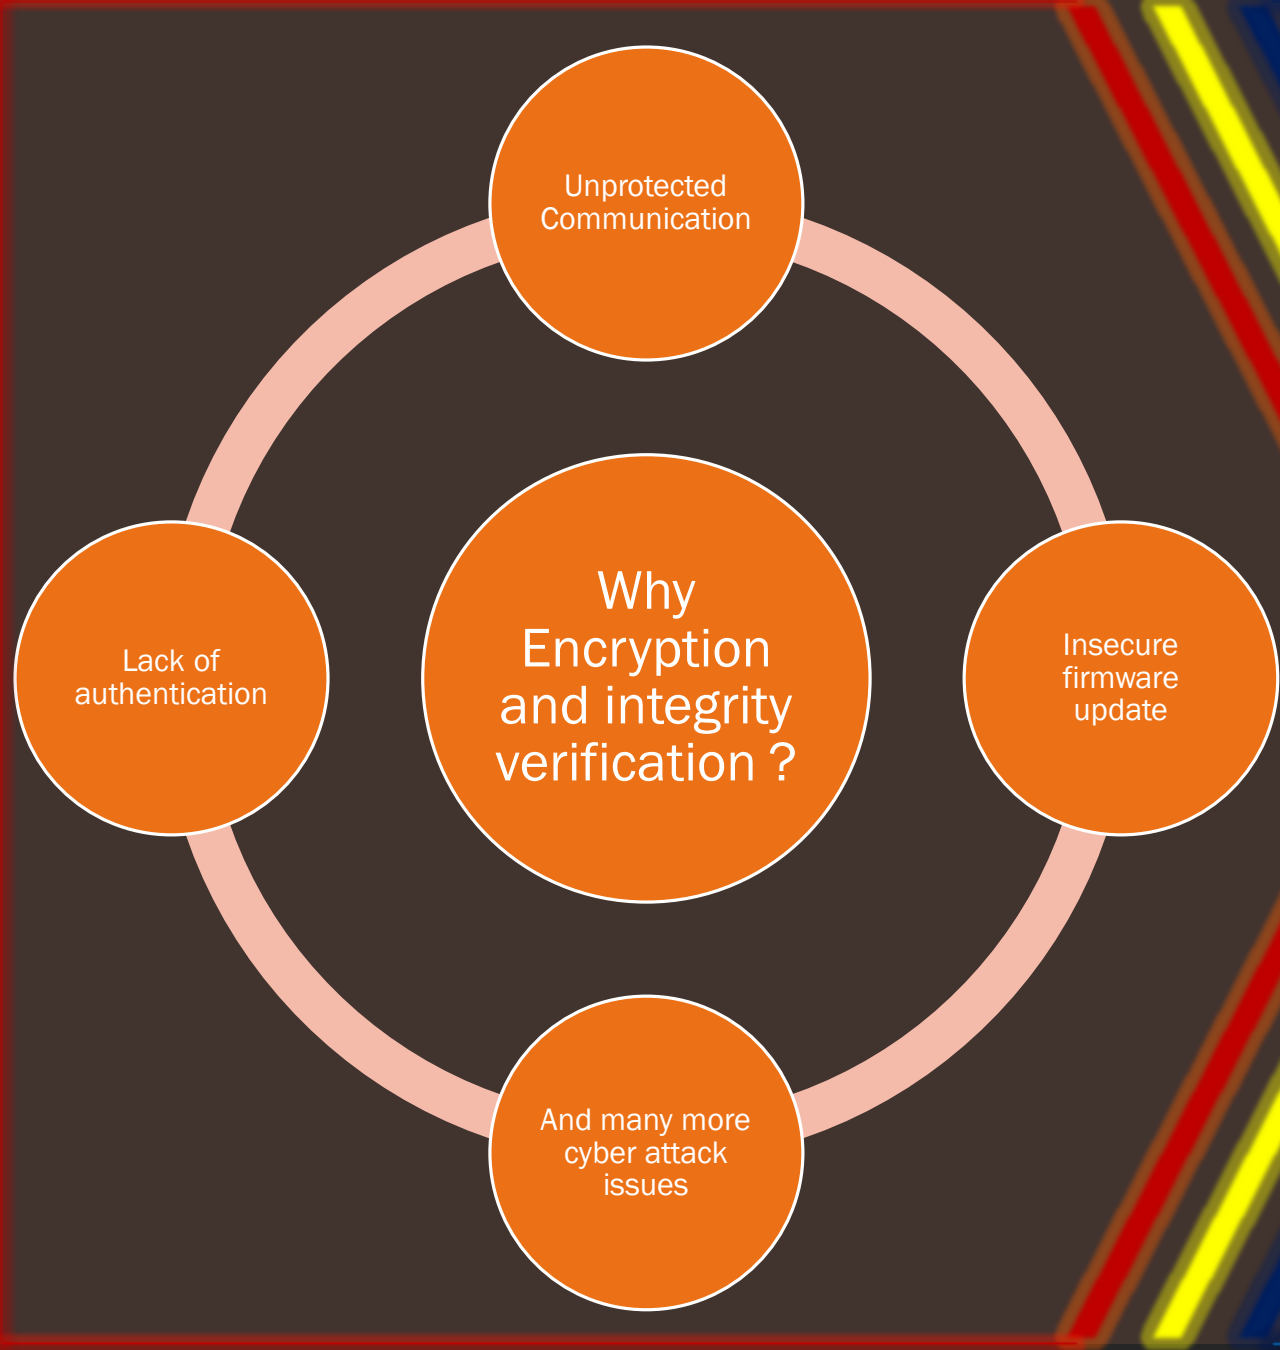 Unprotected
Communication
Why
Encryption
and integrity
verification ?
Lack of
authentication
Insecure
firmware
update
And many more
cyber attack
issues